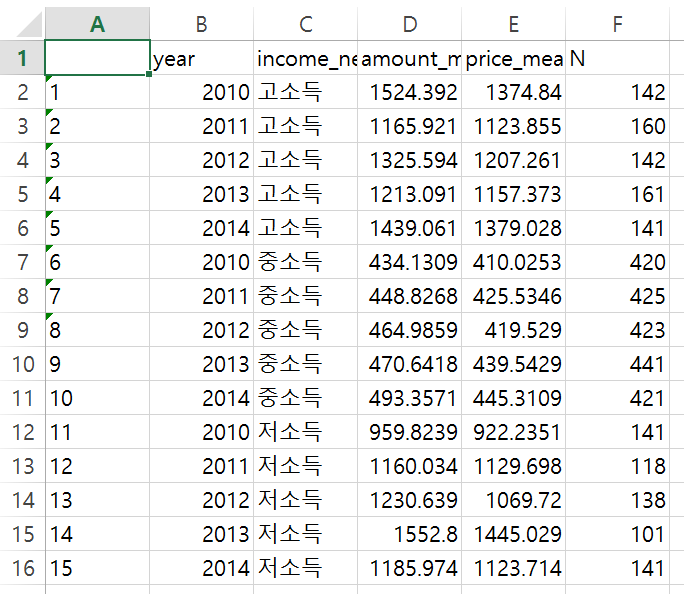 A B C D E F
1 year income_ne amount_m price_mea N
2 1 2010 고소득 1524.392 1374.84 142
3 2 2011 고소득 1165.921 1123.855 160
4 3 2012 고소득 1325.594 1207.261 142
5 4 2013 고소득 1213.091 1157.373 161
6 5 2014 고소득 1439.061 1379.028 141
7 6 2010 중소득 434.1309 410.0253 420
8 7 2011 중소득 448.8268 425.5346 425
9 8 2012 중소득 464.9859 419.529 423
10 9 2013 중소득 470.6418 439.5429 441
11 10 2014 중소득 493.3571 445.3109 421
12 11 2010 저소득 959.8239 922.2351 141
13 12 2011 저소득 1160.034 1129.698 118
14 13 2012 저소득 1230.639 1069.72 138
15 14 2013 저소득 1552.8 1445.029 101
16 15 2014 저소득 1185.974 1123.714 141